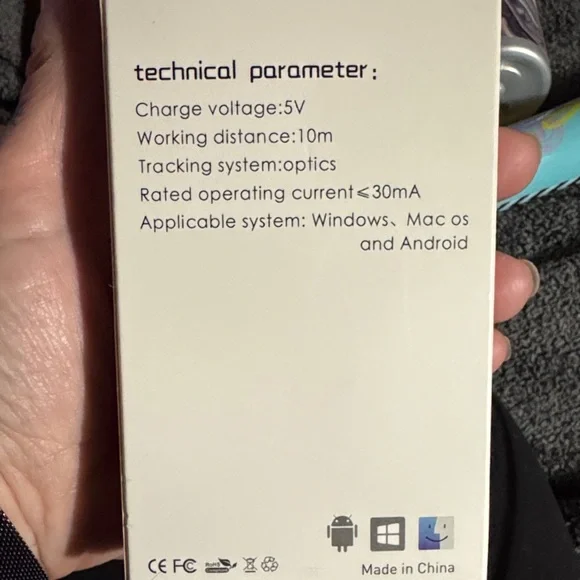 technical parameter:
Charge voltage:5V
Working distance:10m
Tracking system:optics
Rated operating current≤30mA
Applicable system: Windows、Mac os
and Android
CE FC RoHS
Made in China